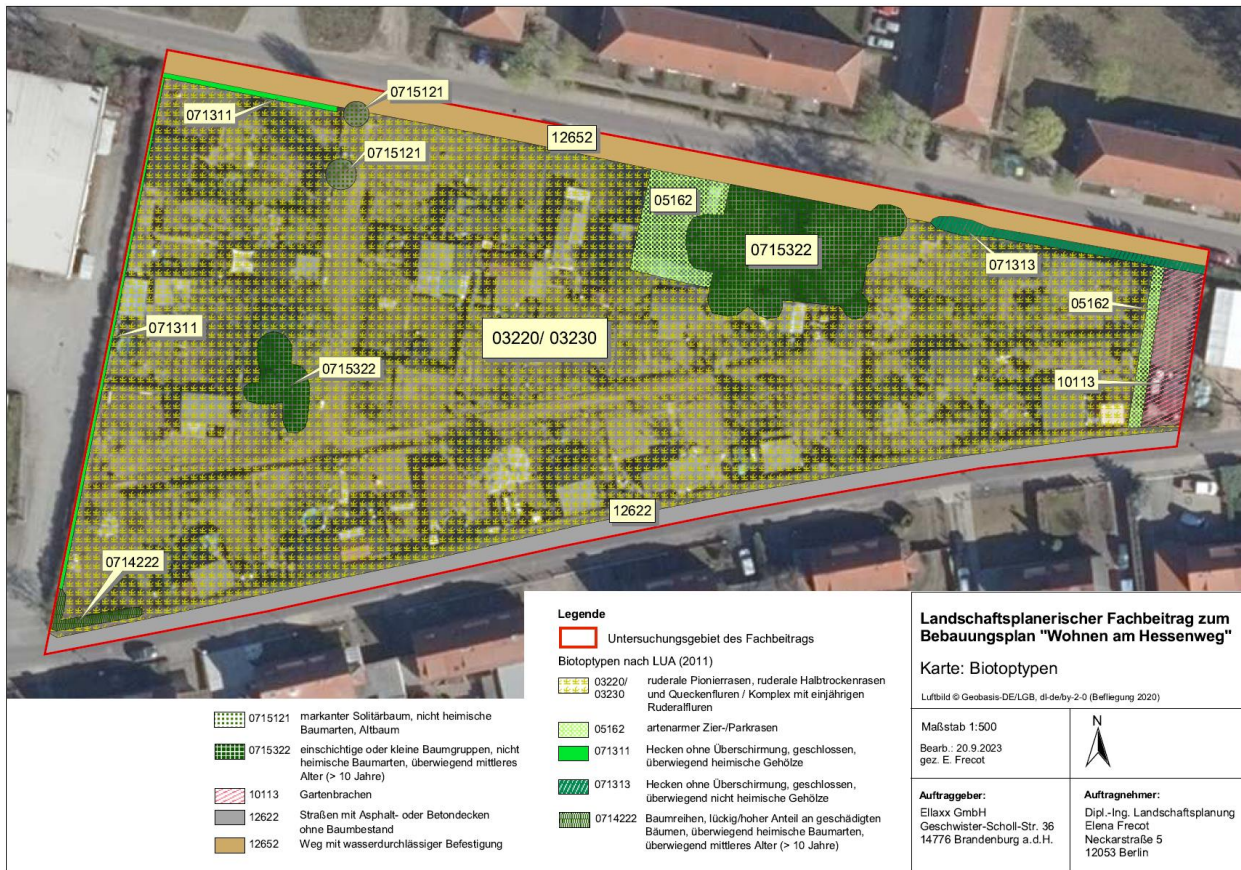 071311
0715121
0715121
12652
05162
0715322
071313
05162
071311
03220/ 03230
0715322
10113
12622
0714222
Legende
Untersuchungsgebiet des Fachbeitrags
Biotoptypen nach LUA (2011)
03220/
03230
ruderale Pionierrasen, ruderale Halbtrockenrasen
und Queckenfluren / Komplex mit einjährigen
Ruderalfluren
05162
artenarmer Zier-/Parkrasen
071311
Hecken ohne Überschirmung, geschlossen,
überwiegend heimische Gehölze
071313
Hecken ohne Überschirmung, geschlossen,
überwiegend nicht heimische Gehölze
0714222
Baumreihen, lückig/hoher Anteil an geschädigten
Bäumen, überwiegend heimische Baumarten,
überwiegend mittleres Alter (> 10 Jahre)
0715121
markanter Solitärbaum, nicht heimische
Baumarten, Altbaum
0715322
einschichtige oder kleine Baumgruppen, nicht
heimische Baumarten, überwiegend mittleres
Alter (> 10 Jahre)
10113
Gartenbrachen
12622
Straßen mit Asphalt- oder Betondecken
ohne Baumbestand
12652
Weg mit wasserdurchlässiger Befestigung
Landschaftsplanerischer Fachbeitrag zum
Bebauungsplan "Wohnen am Hessenweg"
Karte: Biotoptypen
Luftbild © Geobasis-DE/LGB, dl-de/by-2-0 (Befliegung 2020)
Maßstab 1:500
Bearb.: 20.9.2023
gez. E. Frecot
N
Auftraggeber:
Ellaxx GmbH
Geschwister-Scholl-Str. 36
14776 Brandenburg a.d.H.
Auftragnehmer:
Dipl.-Ing. Landschaftsplanung
Elena Frecot
Neckarstraße 5
12053 Berlin